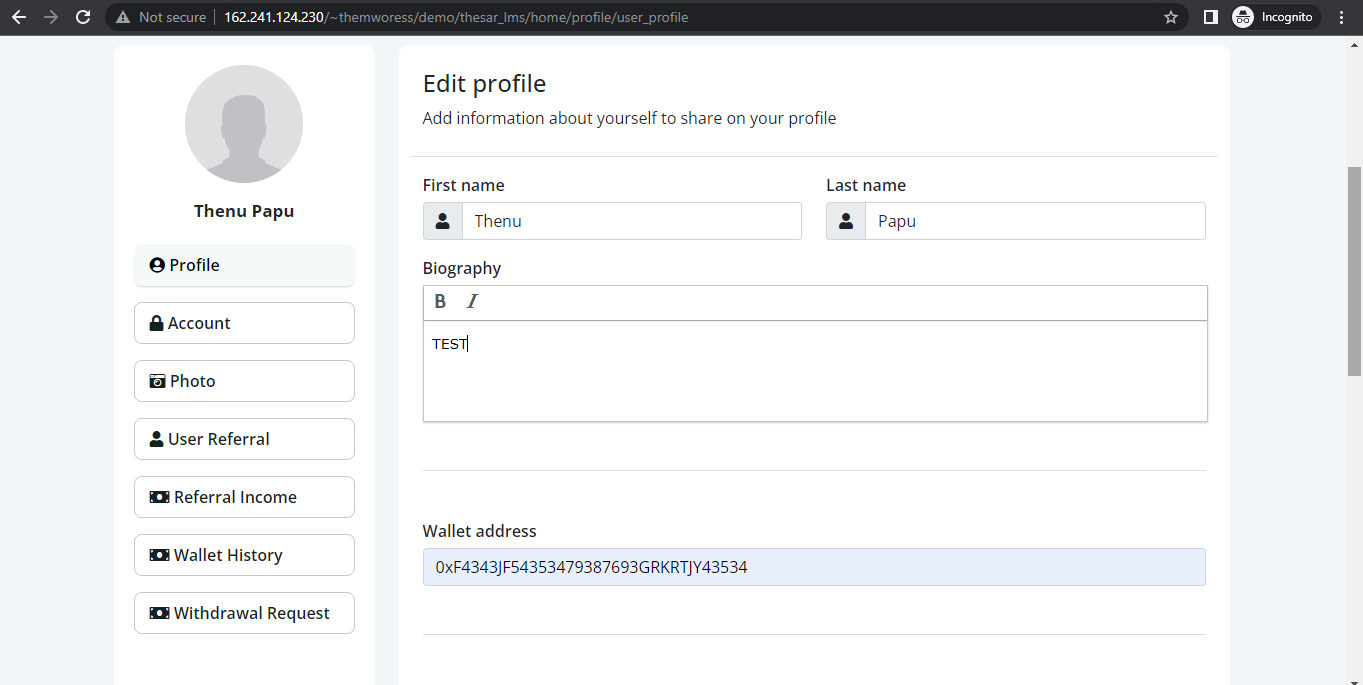 Not secure 162.241.124.230/~themworess/demo/thesar_lms/home/profile/user_profile Incognito
Thenu Papu
Profile
Account
Photo
User Referral
Referral Income
Wallet History
Withdrawal Request
Edit profile
Add information about yourself to share on your profile
First name Last name
Thenu Papu
Biography
B I
TEST
Wallet address
0xF4343JF54353479387693GRKRTJY43534